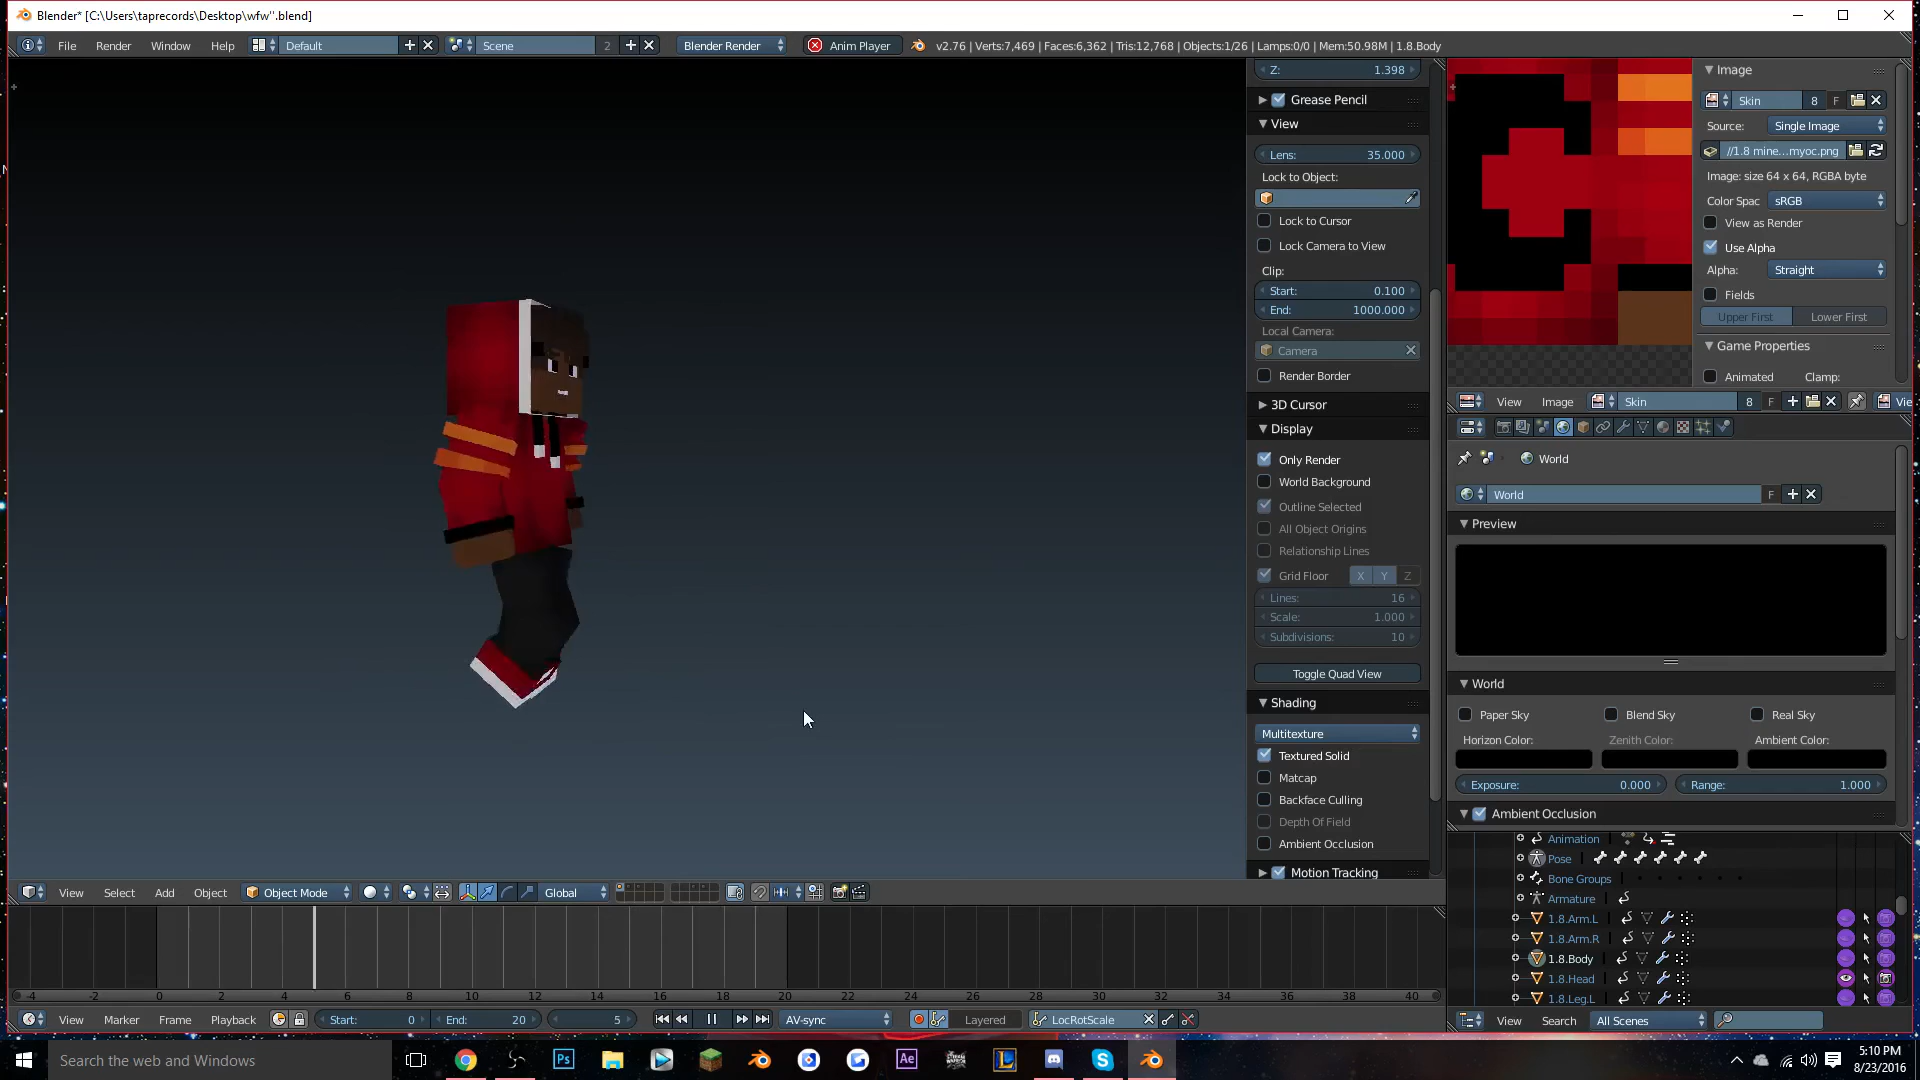 Blender* [C:\Users\taprecords\Desktop\wfw''.blend]
File Render Window Help Default Scene 2 Blender Render Anim Player v2.76 | Verts:7,469 | Faces:6,362 | Tris:12,768 | Objects:1/26 | Lamps:0/0 | Mem:50.98M | 1.8.Body
Z: 1.398
Grease Pencil
View
Lens: 35.000
Lock to Object:
Lock to Cursor
Lock Camera to View
Clip:
Start: 0.100
End: 1000.000
Local Camera:
Camera
Render Border
3D Cursor
Display
Only Render
World Background
Outline Selected
All Object Origins
Relationship Lines
Grid Floor X Y Z
Lines: 16
Scale: 1.000
Subdivisions: 10
Toggle Quad View
Shading
Multitexture
Textured Solid
Matcap
Backface Culling
Depth Of Field
Ambient Occlusion
Motion Tracking
Image
Skin 8 F
Source: Single Image
//1.8 mine...myoc.png
Image: size 64 x 64, RGBA byte
Color Spac sRGB
View as Render
Use Alpha
Alpha: Straight
Fields
Upper First Lower First
Game Properties
Animated Clamp:
View Image Skin 8 F Vie
World
World F
Preview
World
Paper Sky Blend Sky Real Sky
Horizon Color: Zenith Color: Ambient Color:
Exposure: 0.000 Range: 1.000
Ambient Occlusion
Animation
Pose
Bone Groups
Armature
1.8.Arm.L
1.8.Arm.R
1.8.Body
1.8.Head
1.8.Leg.L
View Search All Scenes
View Select Add Object Object Mode Global
-4 -2 0 2 4 6 8 10 12 14 16 18 20 22 24 26 28 30 32 34 36 38 40
View Marker Frame Playback Start: 0 End: 20 5 AV-sync Layered LocRotScale
Search the web and Windows
Ps
Ae
L
S
5:10 PM
8/23/2016